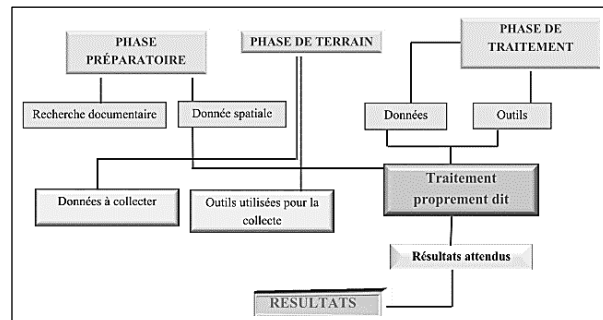 PHASE
PRÉPARATOIRE
PHASE DE TERRAIN
PHASE DE
TRAITEMENT
Recherche documentaire
Donnée spatiale
Données
Outils
Données à collecter
Outils utilisées pour la
collecte
Traitement
proprement dit
Résultats attendus
RESULTATS